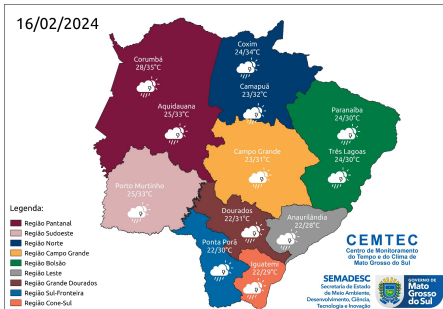 16/02/2024
Corumbá
28/35°C
Coxim
24/34°C
Camapuã
23/32°C
Aquidauana
25/33°C
Paranaíba
24/30°C
Campo Grande
23/31°C
Três Lagoas
24/30°C
Porto Murtinho
25/33°C
Dourados
22/31°C
Anaurilândia
22/28°C
Ponta Porã
22/30°C
Iguatemi
22/29°C
Legenda:
Região Pantanal
Região Sudoeste
Região Norte
Região Campo Grande
Região Bolsão
Região Leste
Região Grande Dourados
Região Sul-Fronteira
Região Cone-Sul
CEMTEC
Centro de Monitoramento
do Tempo e do Clima de
Mato Grosso do Sul
SEMADESC
Secretaria de Estado
de Meio Ambiente,
Desenvolvimento, Ciência,
Tecnologia e Inovação
GOVERNO DE
Mato
Grosso
do Sul